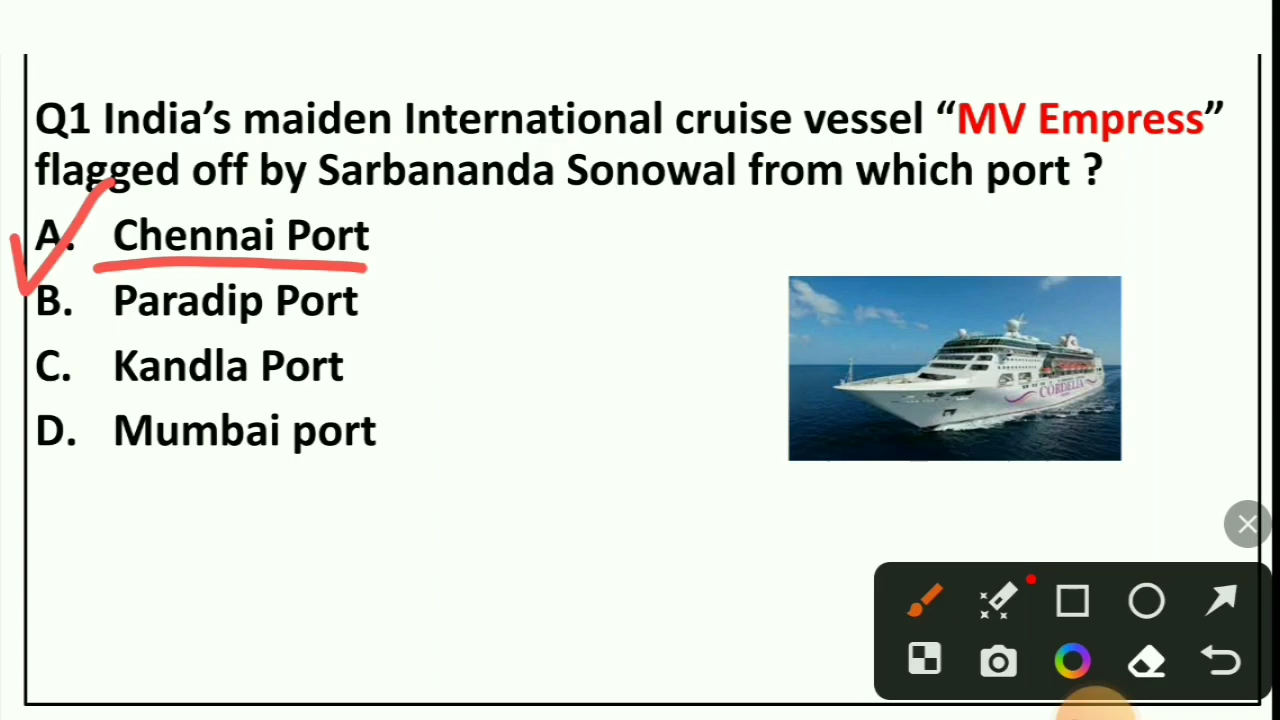 Q1 India’s maiden International cruise vessel “MV Empress”
flagged off by Sarbananda Sonowal from which port ?
A. Chennai Port
B. Paradip Port
C. Kandla Port
D. Mumbai port
CORDELIA